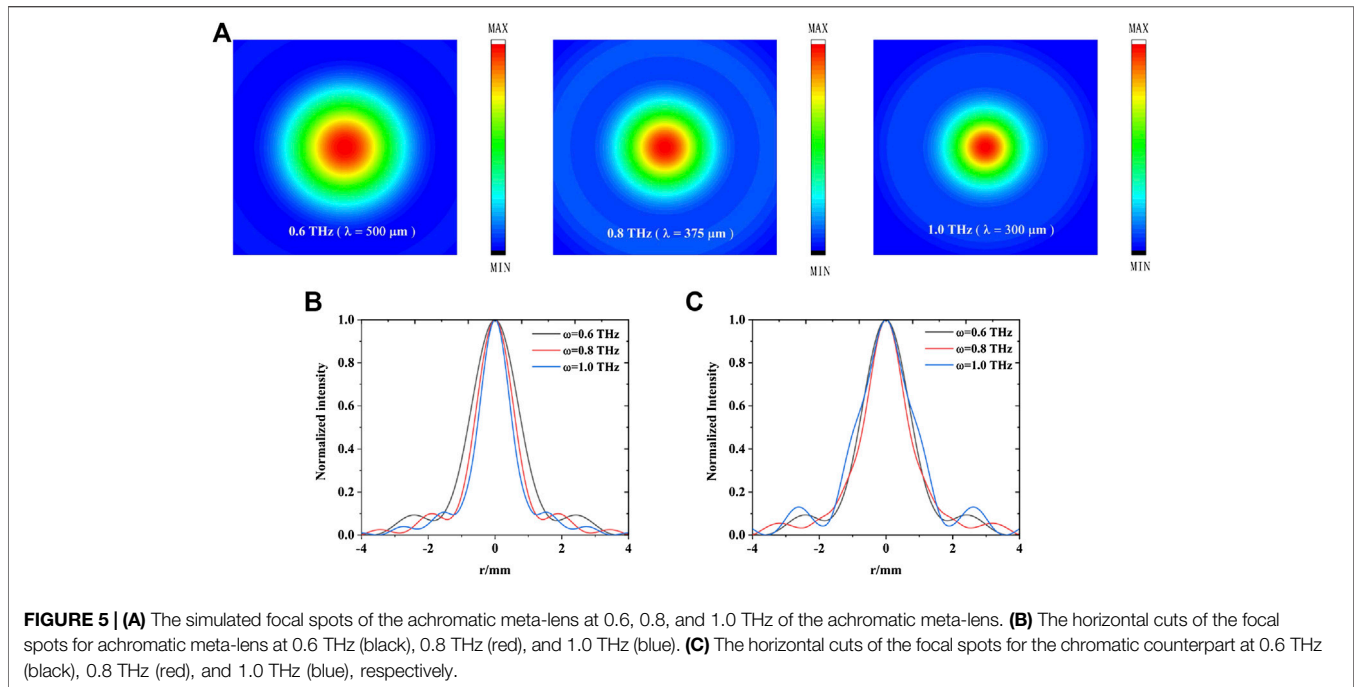 A
MAX
MIN
0.6 THz ( λ = 500 μm )
MAX
MIN
0.8 THz ( λ = 375 μm )
MAX
MIN
1.0 THz ( λ = 300 μm )
B
Normalized intensity
1.0
0.8
0.6
0.4
0.2
0.0
-4
-2
0
2
4
r/mm
ω=0.6 THz
ω=0.8 THz
ω=1.0 THz
C
Normalized Intensity
1.0
0.8
0.6
0.4
0.2
0.0
-4
-2
0
2
4
r/mm
ω=0.6 THz
ω=0.8 THz
ω=1.0 THz
FIGURE 5 | (A) The simulated focal spots of the achromatic meta-lens at 0.6, 0.8, and 1.0 THz of the achromatic meta-lens. (B) The horizontal cuts of the focal
spots for achromatic meta-lens at 0.6 THz (black), 0.8 THz (red), and 1.0 THz (blue). (C) The horizontal cuts of the focal spots for the chromatic counterpart at 0.6 THz
(black), 0.8 THz (red), and 1.0 THz (blue), respectively.